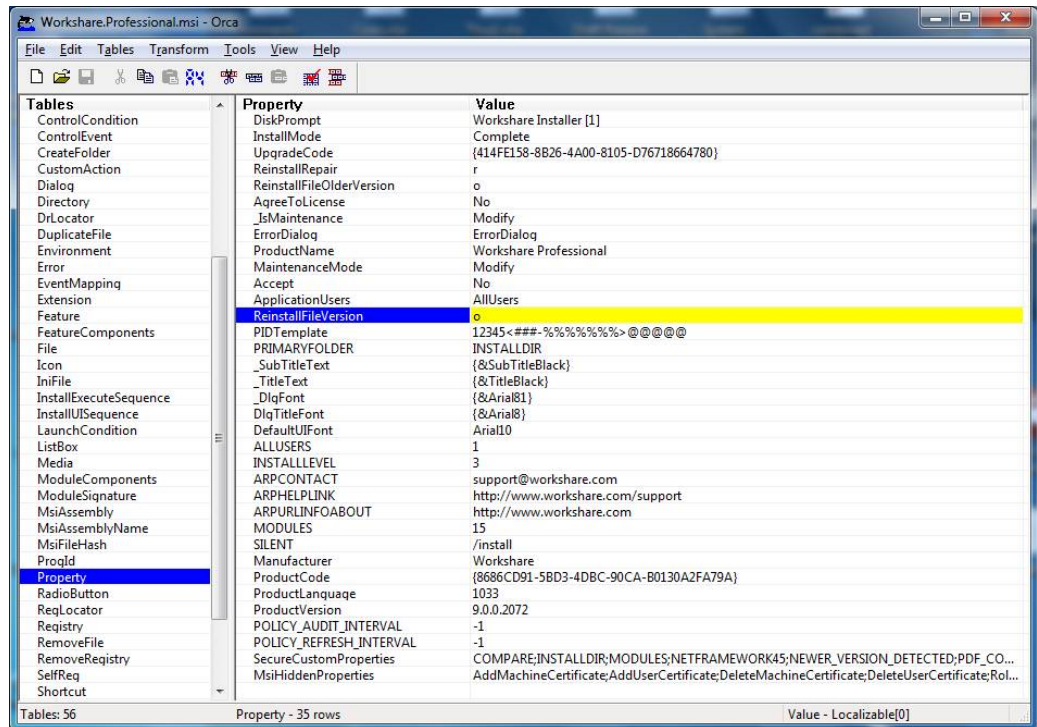 Workshare.Professional.msi - Orca
File Edit Tables Transform Tools View Help
Tables
ControlCondition
ControlEvent
CreateFolder
CustomAction
Dialog
Directory
DrLocator
DuplicateFile
Environment
Error
EventMapping
Extension
Feature
FeatureComponents
File
Icon
IniFile
InstallExecuteSequence
InstallUISequence
LaunchCondition
ListBox
Media
ModuleComponents
ModuleSignature
MsiAssembly
MsiAssemblyName
MsiFileHash
ProgId
Property
RadioButton
RegLocator
Registry
RemoveFile
RemoveRegistry
SelfReg
Shortcut
Property Value
DiskPrompt Workshare Installer [1]
InstallMode Complete
UpgradeCode {414FE158-8B26-4A00-8105-D76718664780}
ReinstallRepair r
ReinstallFileOlderVersion o
AgreeToLicense No
_IsMaintenance Modify
ErrorDialog ErrorDialog
ProductName Workshare Professional
MaintenanceMode Modify
Accept No
ApplicationUsers AllUsers
ReinstallFileVersion o
PIDTemplate 12345<###-%%%%%%%>@@@@@
PRIMARYFOLDER INSTALLDIR
_SubTitleText {&SubTitleBlack}
_TitleText {&TitleBlack}
_DlgFont {&Arial81}
DlgTitleFont {&Arial8}
DefaultUIFont Arial10
ALLUSERS 1
INSTALLLEVEL 3
ARPCONTACT support@workshare.com
ARPHELPLINK http://www.workshare.com/support
ARPURLINFOABOUT http://www.workshare.com
MODULES 15
SILENT /install
Manufacturer Workshare
ProductCode {8686CD91-5BD3-4DBC-90CA-B0130A2FA79A}
ProductLanguage 1033
ProductVersion 9.0.0.2072
POLICY_AUDIT_INTERVAL -1
POLICY_REFRESH_INTERVAL -1
SecureCustomProperties COMPARE;INSTALLDIR;MODULES;NETFRAMEWORK45;NEWER_VERSION_DETECTED;PDF_CO...
MsiHiddenProperties AddMachineCertificate;AddUserCertificate;DeleteMachineCertificate;DeleteUserCertificate;Rol...
Tables: 56 Property - 35 rows Value - Localizable[0]